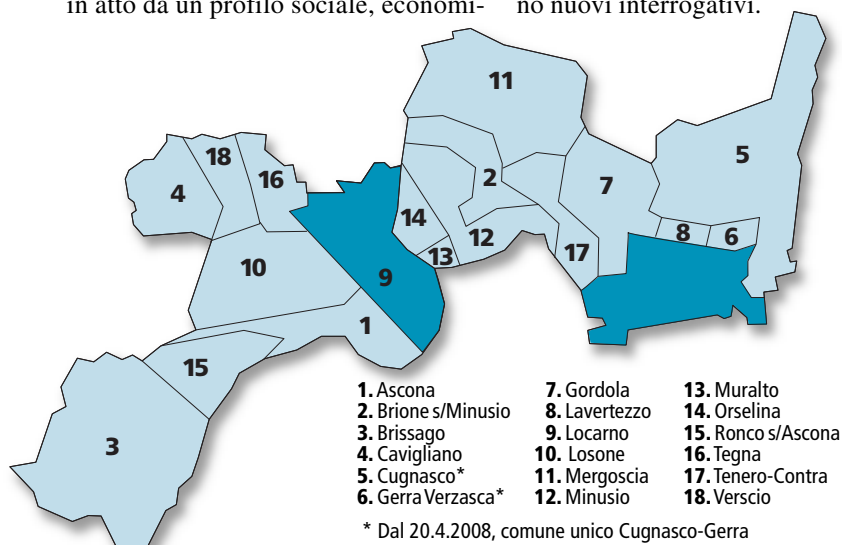 in atto da un profilo sociale, economi-
no nuovi interrogativi.
11
5
18
16
4
2
7
14
12
8
6
13
17
10
9
1
15
3
1. Ascona
2. Brione s/Minusio
3. Brissago
4. Cavigliano
5. Cugnasco*
6. Gerra Verzasca*
7. Gordola
8. Lavertezzo
9. Locarno
10. Losone
11. Mergoscia
12. Minusio
13. Muralto
14. Orselina
15. Ronco s/Ascona
16. Tegna
17. Tenero-Contra
18. Verscio
* Dal 20.4.2008, comune unico Cugnasco-Gerra